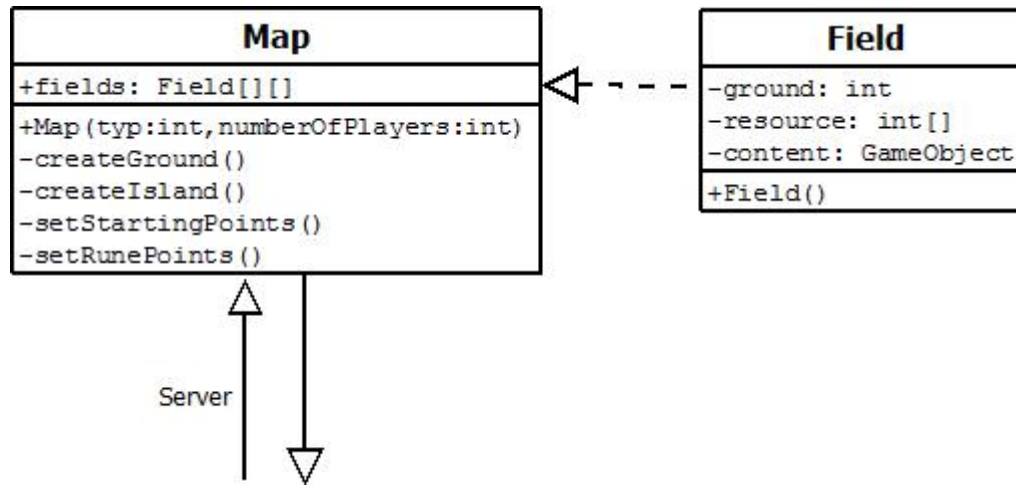 Map
+fields: Field[][]
+Map(typ:int,numberOfPlayers:int)
-createGround()
-createIsland()
-setStartingPoints()
-setRunePoints()
Field
-ground: int
-resource: int[]
-content: GameObject
+Field()
Server